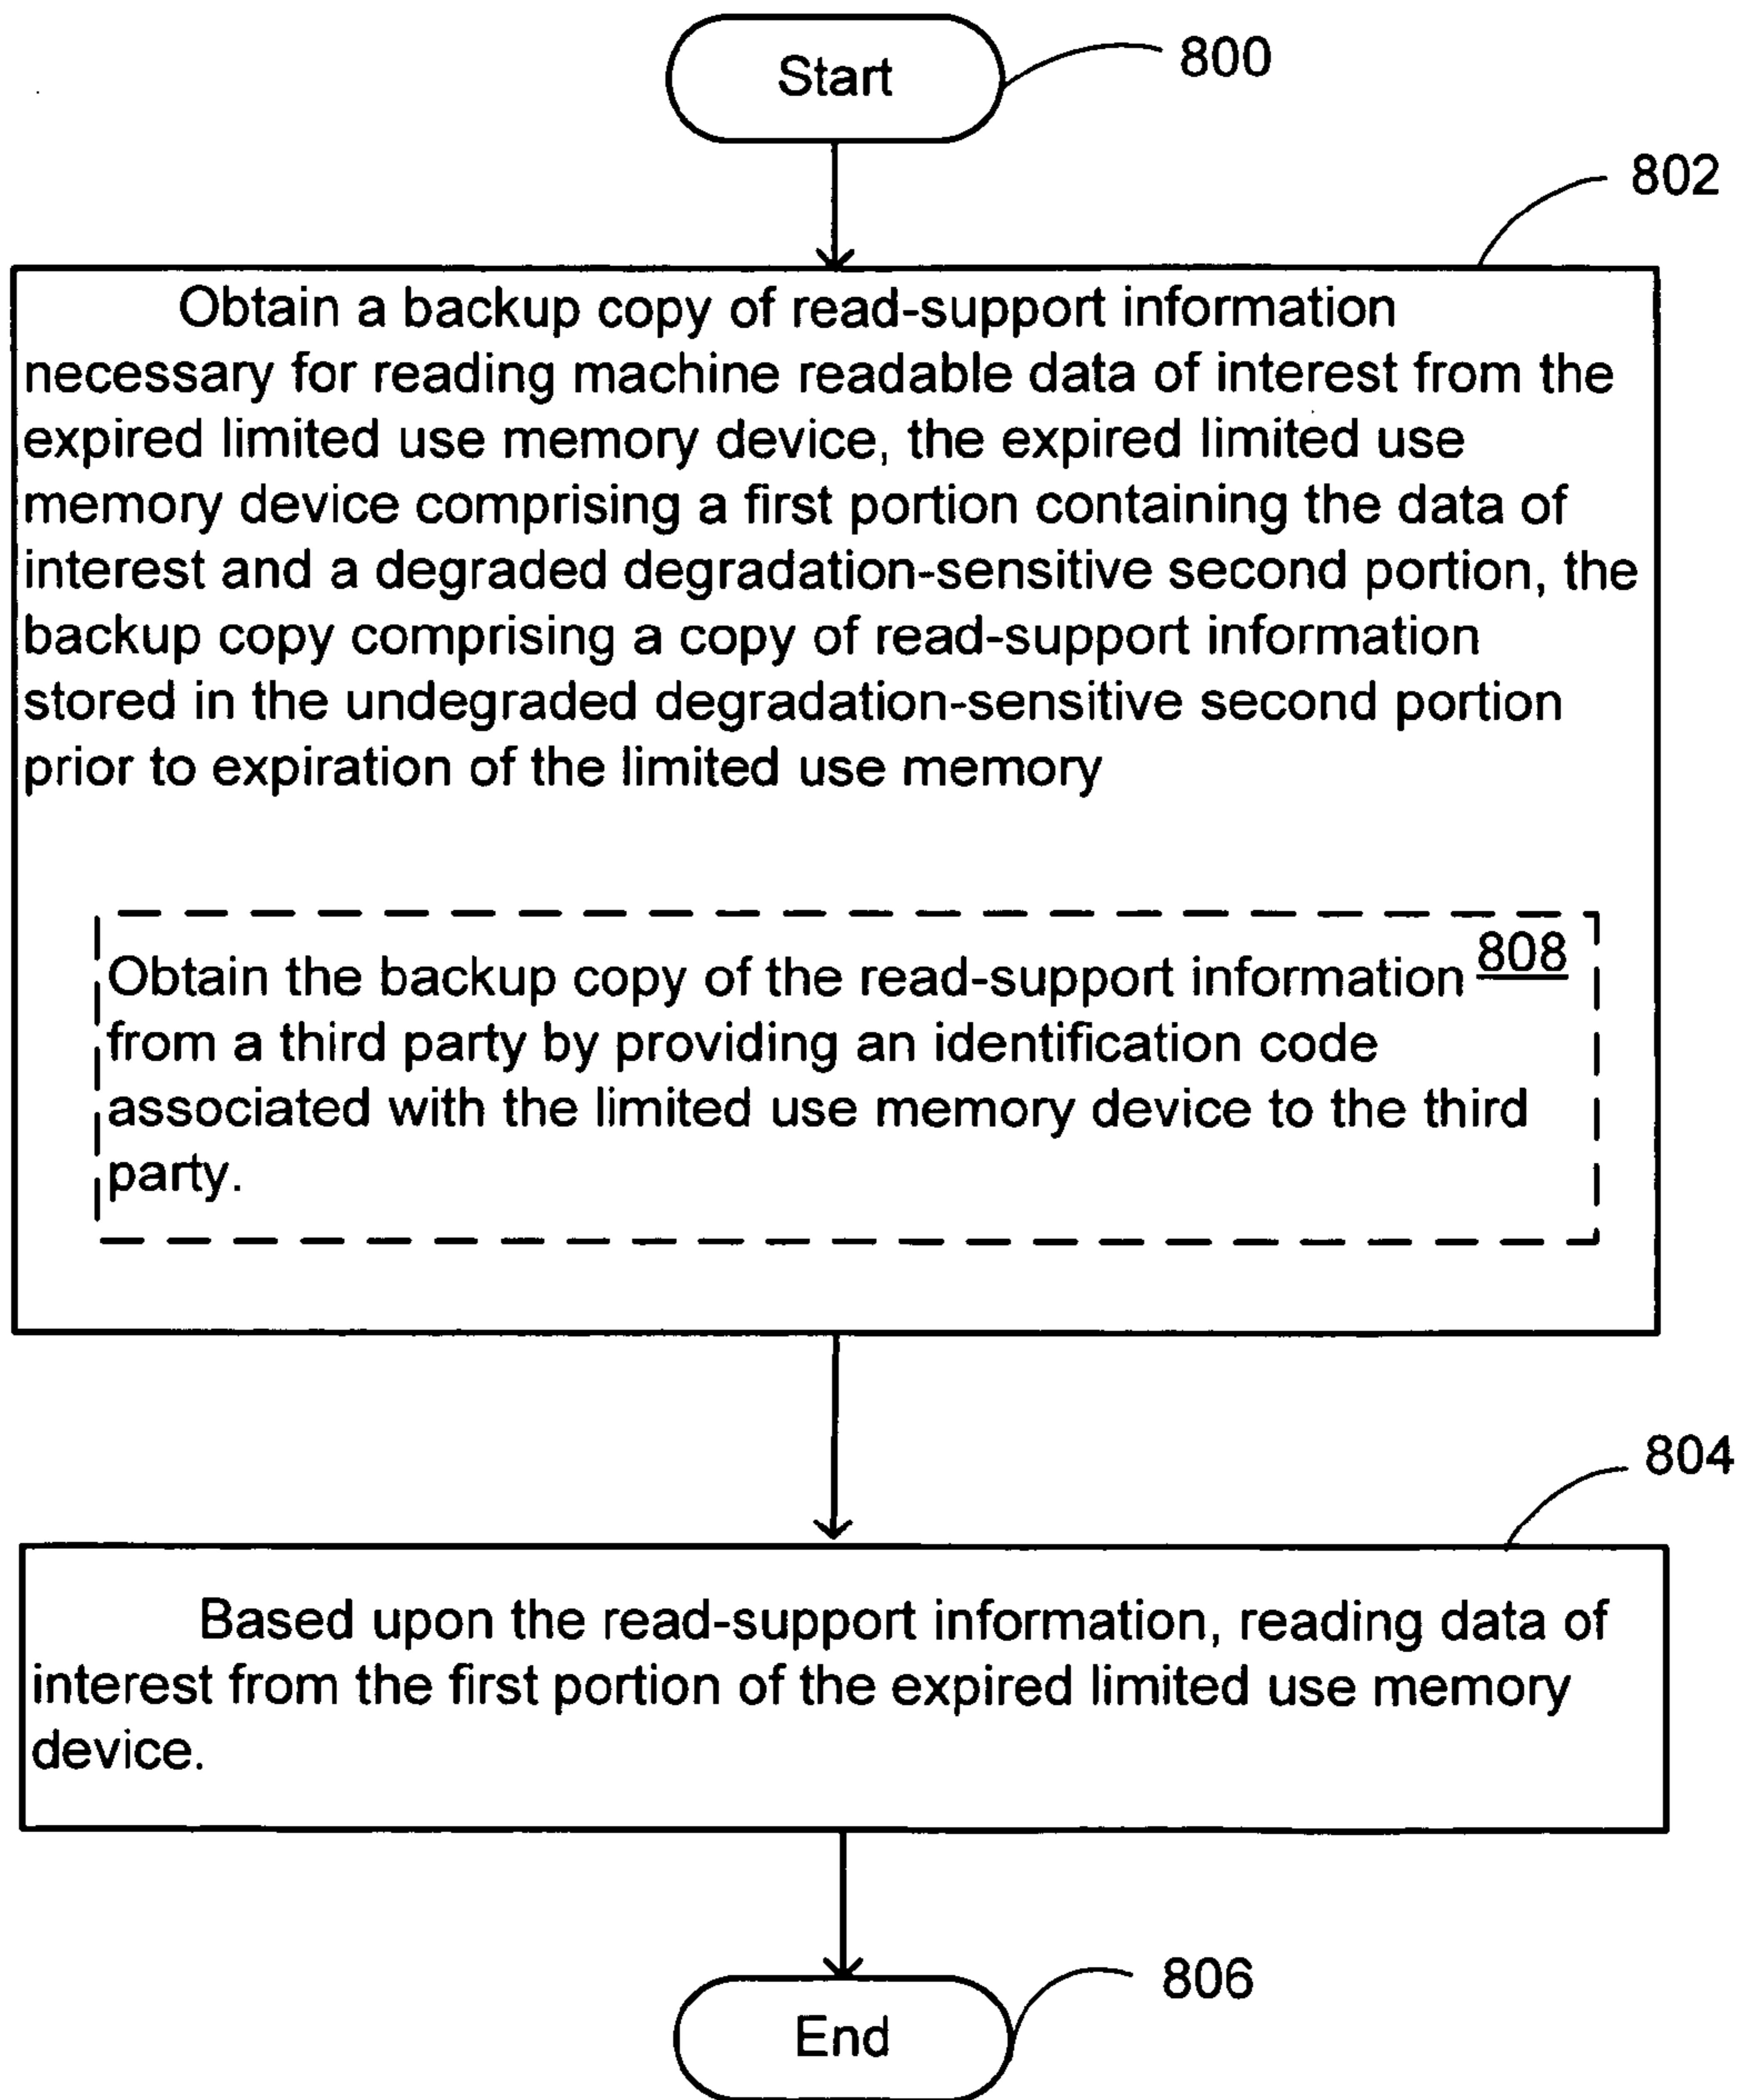 Start
800
802
Obtain a backup copy of read-support information
necessary for reading machine readable data of interest from the
expired limited use memory device, the expired limited use
memory device comprising a first portion containing the data of
interest and a degraded degradation-sensitive second portion, the
backup copy comprising a copy of read-support information
stored in the undegraded degradation-sensitive second portion
prior to expiration of the limited use memory
808
Obtain the backup copy of the read-support information
from a third party by providing an identification code
associated with the limited use memory device to the third
party.
804
Based upon the read-support information, reading data of
interest from the first portion of the expired limited use memory
device.
806
End